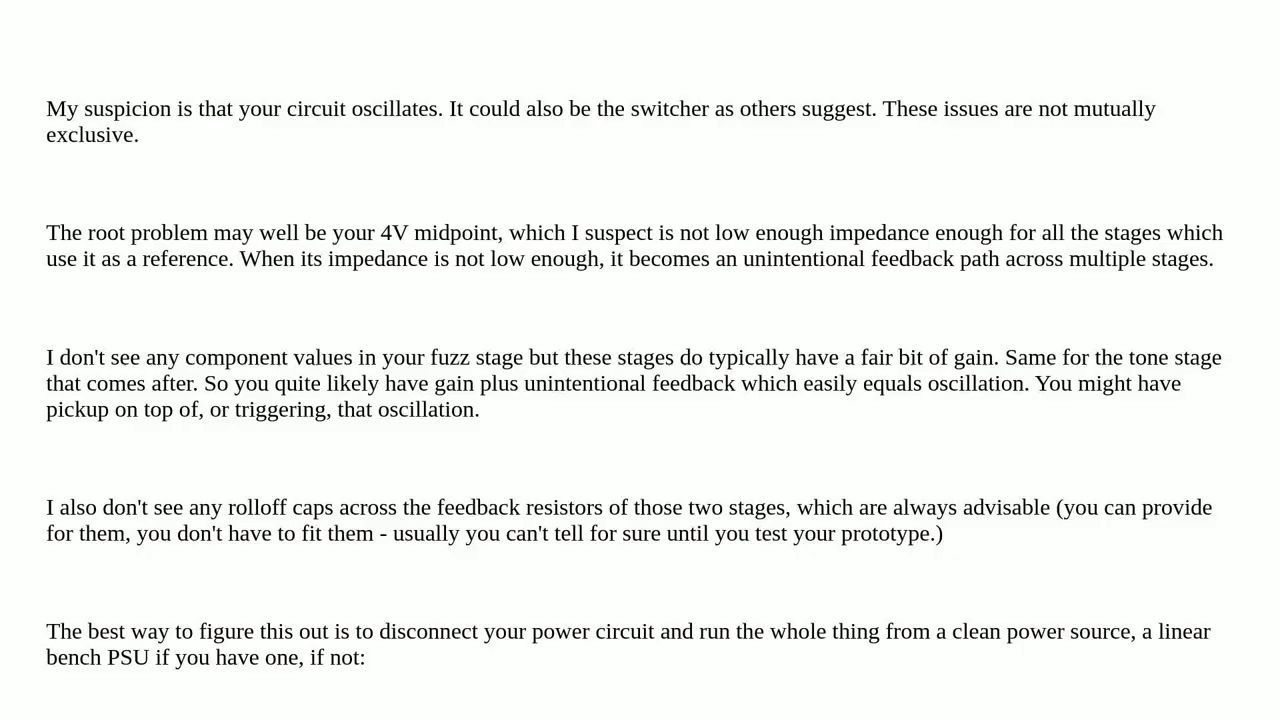 My suspicion is that your circuit oscillates. It could also be the switcher as others suggest. These issues are not mutually
exclusive.
The root problem may well be your 4V midpoint, which I suspect is not low enough impedance enough for all the stages which
use it as a reference. When its impedance is not low enough, it becomes an unintentional feedback path across multiple stages.
I don't see any component values in your fuzz stage but these stages do typically have a fair bit of gain. Same for the tone stage
that comes after. So you quite likely have gain plus unintentional feedback which easily equals oscillation. You might have
pickup on top of, or triggering, that oscillation.
I also don't see any rolloff caps across the feedback resistors of those two stages, which are always advisable (you can provide
for them, you don't have to fit them - usually you can't tell for sure until you test your prototype.)
The best way to figure this out is to disconnect your power circuit and run the whole thing from a clean power source, a linear
bench PSU if you have one, if not: